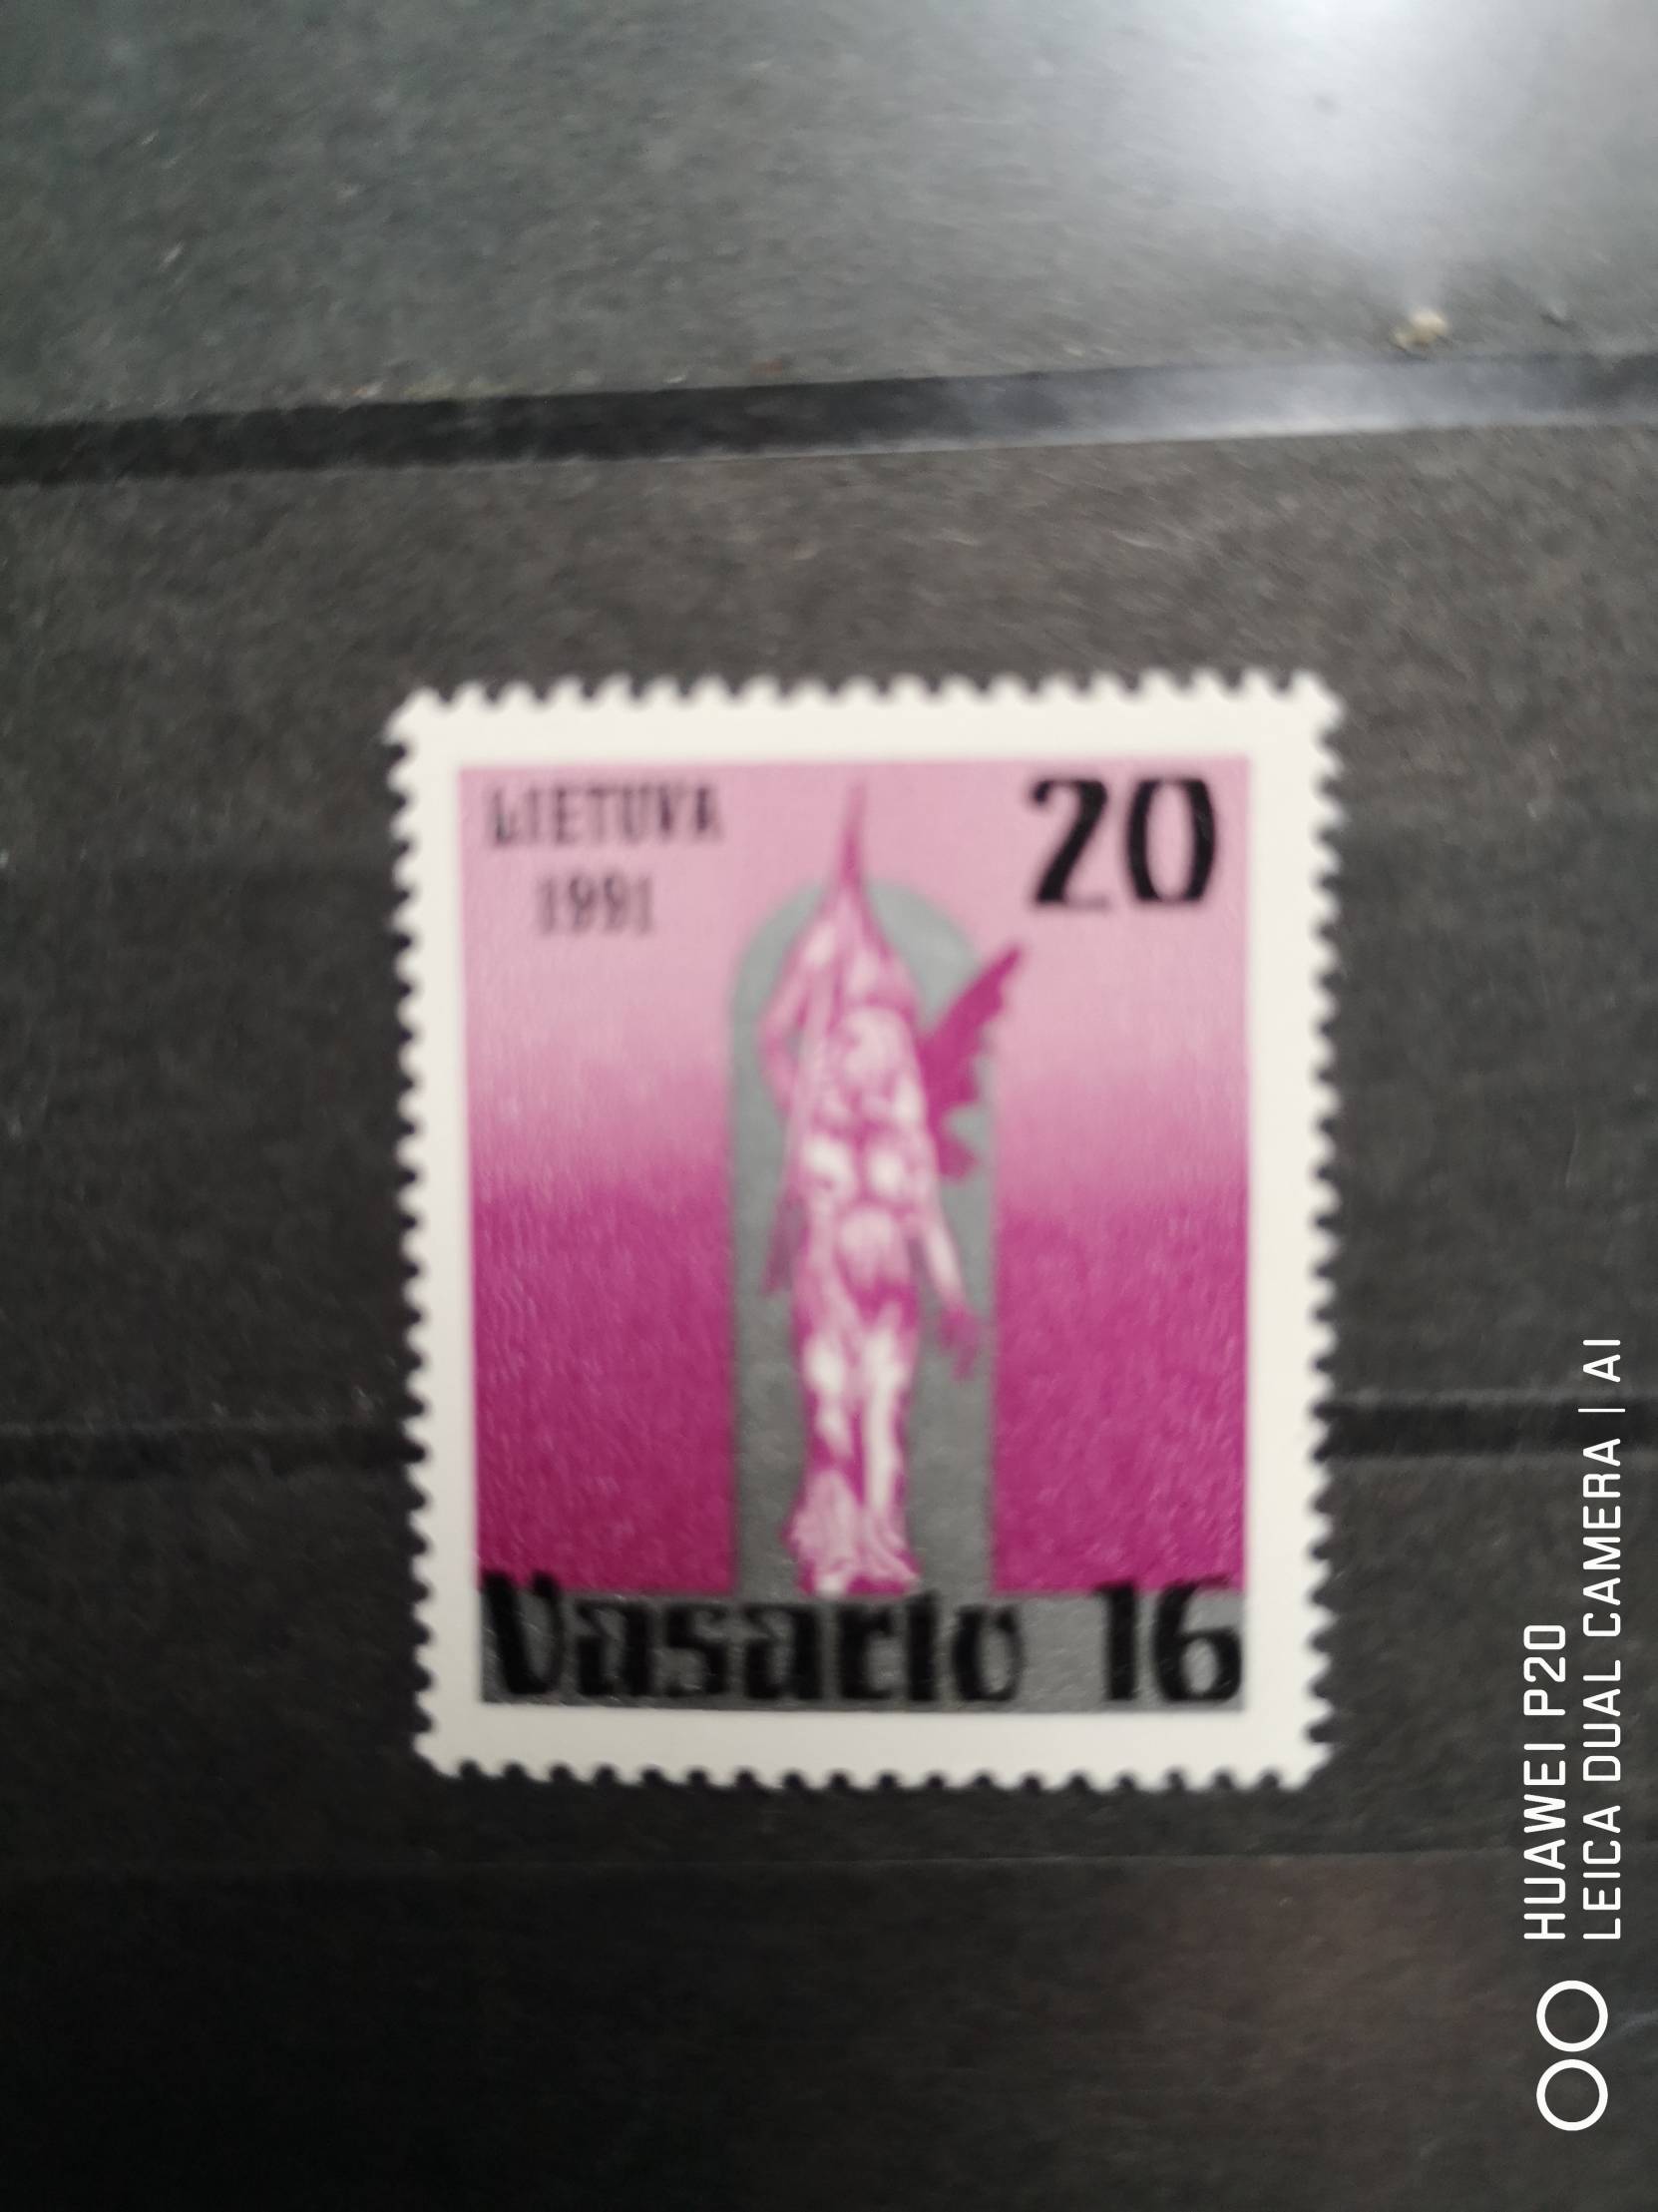 LIETUVA
1991
20
Vasario 16
HUAWEI P20
LEICA DUAL CAMERA | AI